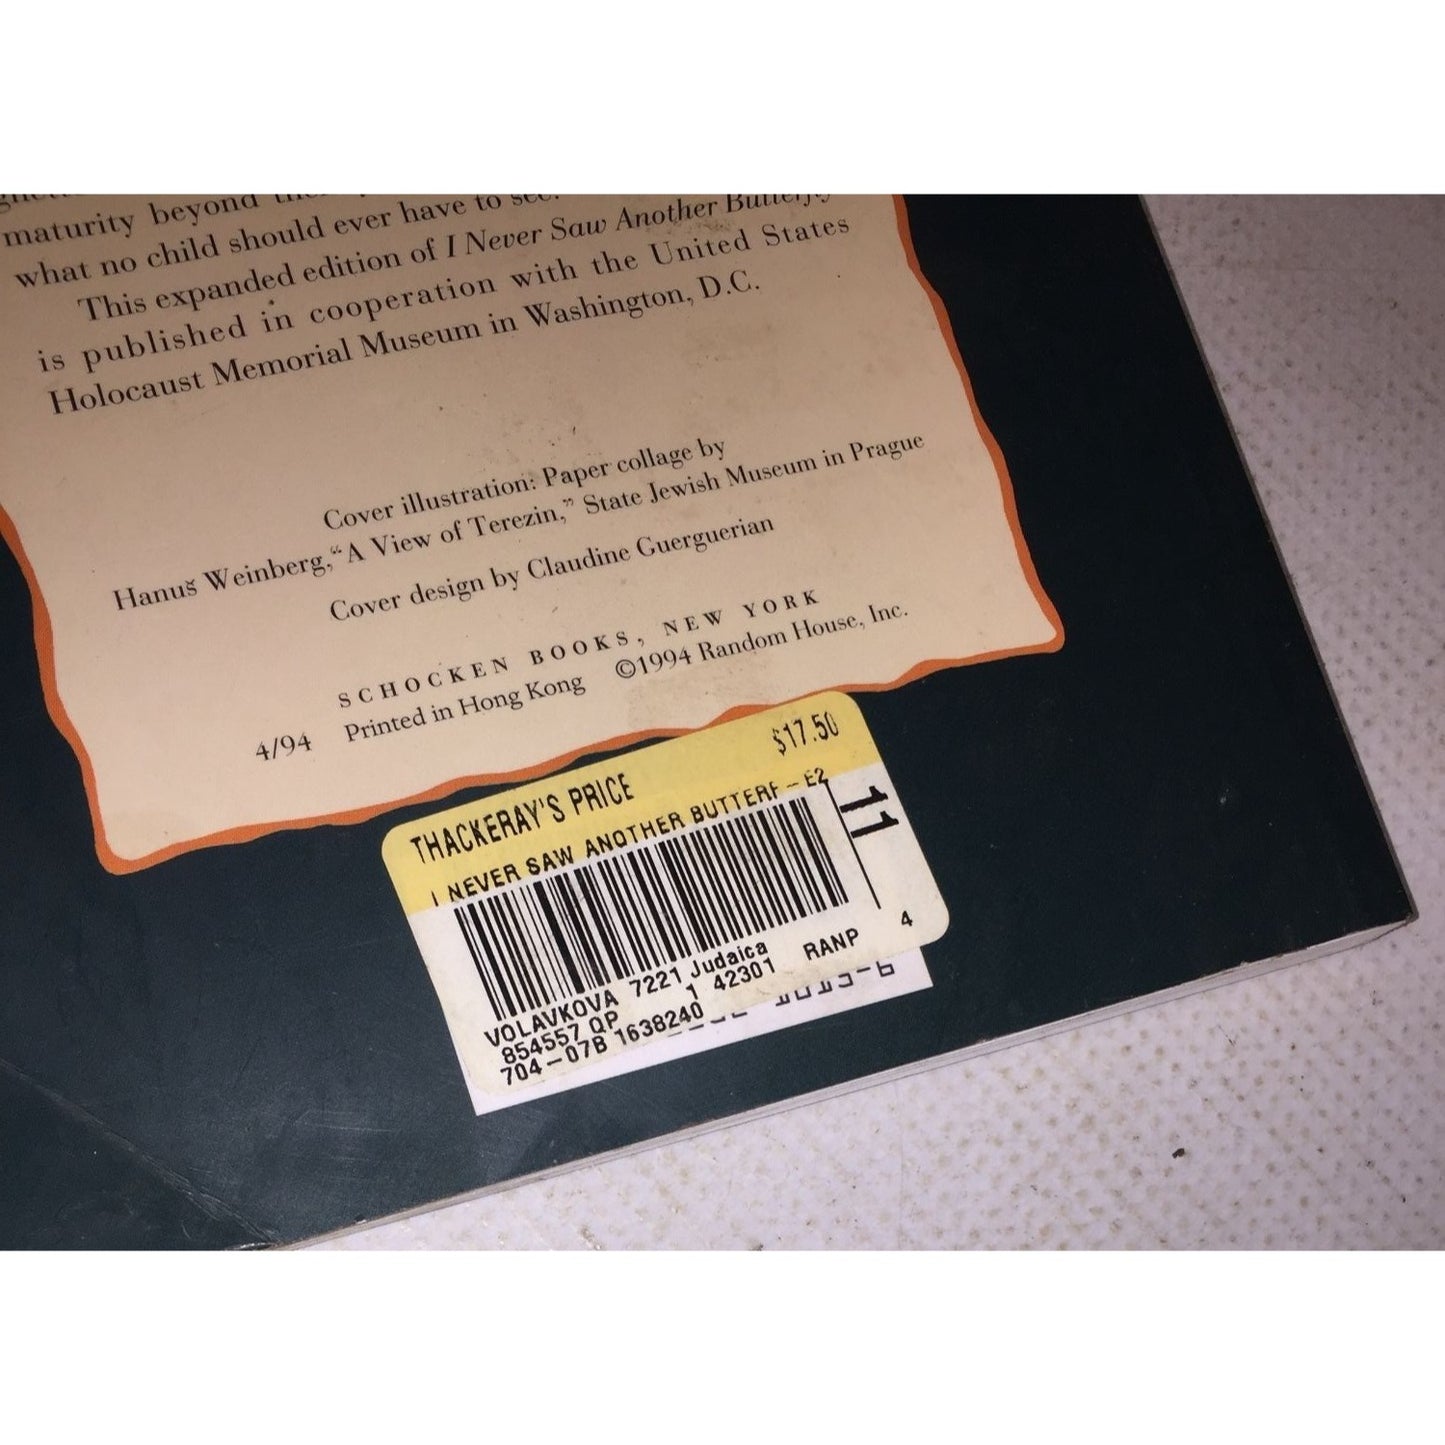 maturity beyond
what no child should ever have to see.
This expanded edition of I Never Saw Another Butterfly
is published in cooperation with the United States
Holocaust Memorial Museum in Washington, D.C.
Cover illustration: Paper collage by
Hanuš Weinberg, “A View of Terezin,” State Jewish Museum in Prague
Cover design by Claudine Guerguerian
SCHOCKEN BOOKS, NEW YORK
4/94 Printed in Hong Kong ©1994 Random House, Inc.
THACKERAY'S PRICE $17.50
I NEVER SAW ANOTHER BUTTERF-E2
11
VOLAVKOVA 7221 Judaica RANP 4
854557 QP 1 42301
704-07B 1638240